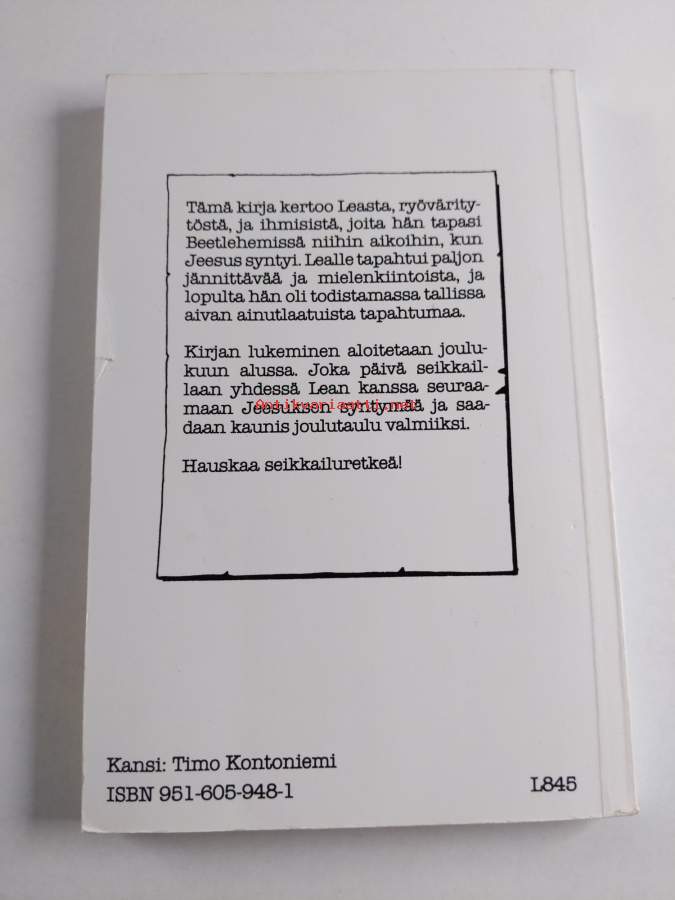 Tämä kirja kertoo Leasta, ryövärity-
töstä, ja ihmisistä, joita hän tapasi
Beetlehemissä niihin aikoihin, kun
Jeesus syntyi. Lealle tapahtui paljon
jännittävää ja mielenkiintoista, ja
lopulta hän oli todistamassa tallissa
aivan ainutlaatuista tapahtumaa.
Kirjan lukeminen aloitetaan joulu-
kuun alussa. Joka päivä seikkail-
laan yhdessä Lean kanssa seuraa-
maan Jeesuksen syntymää ja saa-
daan kaunis joulutaulu valmiiksi.
Antikvariaatti.net
Hauskaa seikkailuretkeä!
Kansi: Timo Kontoniemi
ISBN 951-605-948-1
L845